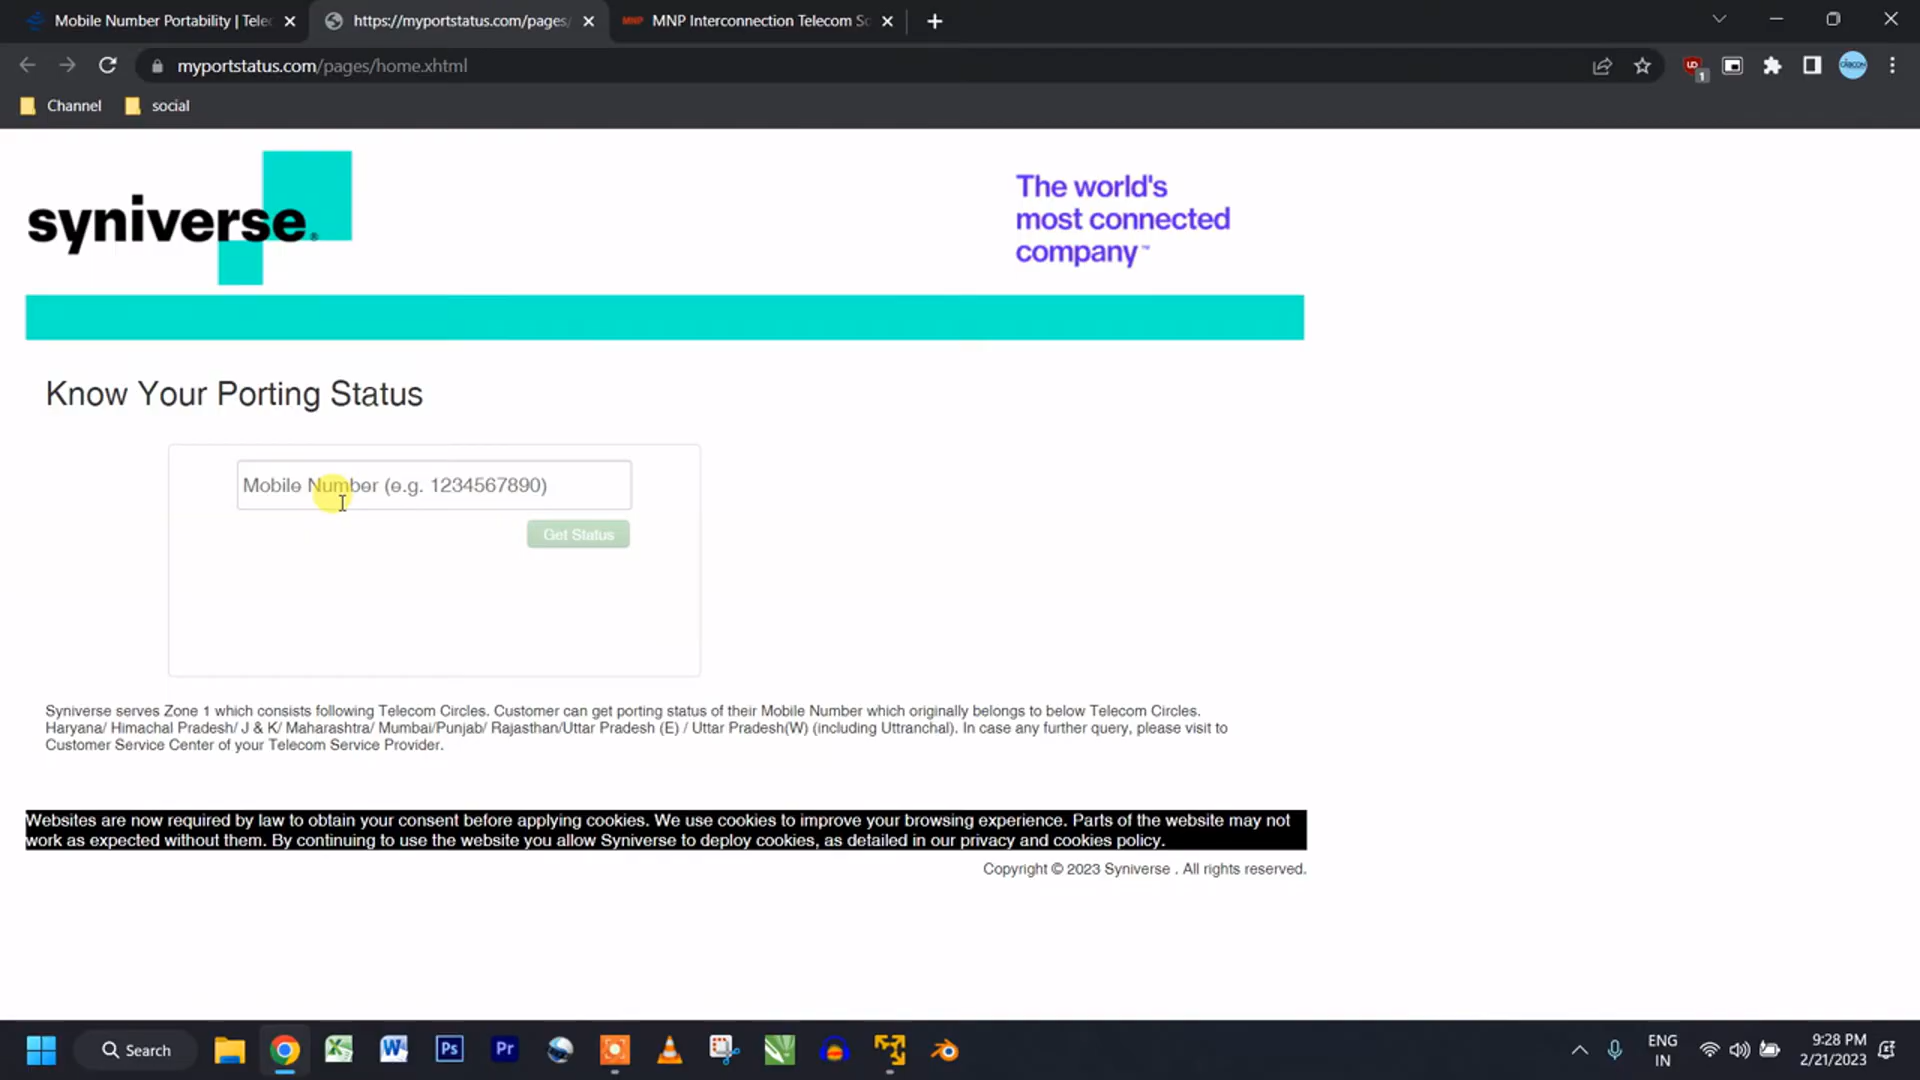 Mobile Number Portability | Tele
https://myportstatus.com/pages/
MNP Interconnection Telecom So
myportstatus.com/pages/home.xhtml
UD
1
Channel
social
syniverse®
The world's
most connected
company™
Know Your Porting Status
Mobile Number (e.g. 1234567890)
Get Status
Syniverse serves Zone 1 which consists following Telecom Circles. Customer can get porting status of their Mobile Number which originally belongs to below Telecom Circles.
Haryana/ Himachal Pradesh/ J & K/ Maharashtra/ Mumbai/Punjab/ Rajasthan/Uttar Pradesh (E) / Uttar Pradesh(W) (including Uttranchal). In case any further query, please visit to
Customer Service Center of your Telecom Service Provider.
Websites are now required by law to obtain your consent before applying cookies. We use cookies to improve your browsing experience. Parts of the website may not
work as expected without them. By continuing to use the website you allow Syniverse to deploy cookies, as detailed in our privacy and cookies policy.
Copyright © 2023 Syniverse . All rights reserved.
Search
Ps
Pr
ENG
IN
9:28 PM
2/21/2023